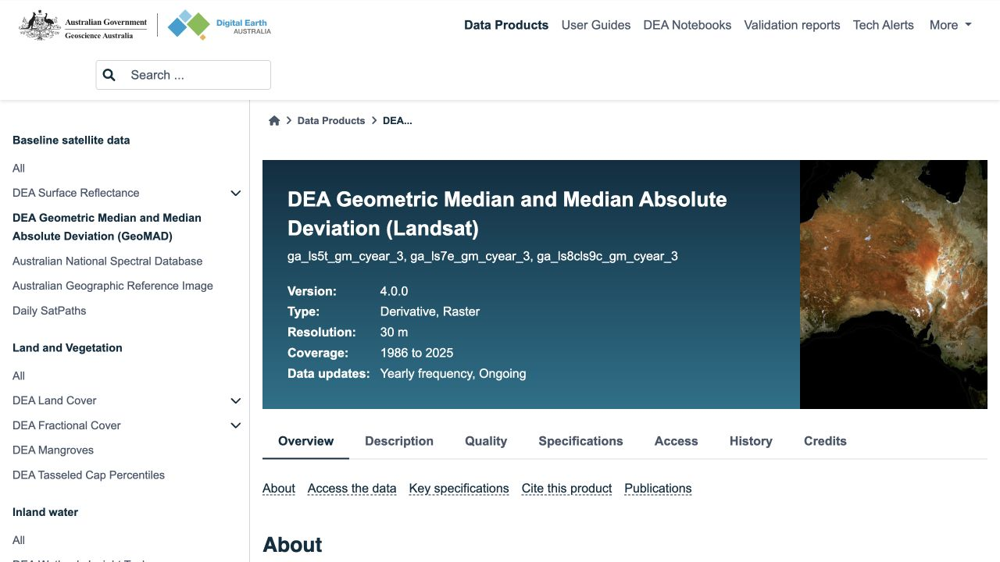 Australian Government
Geoscience Australia
Digital Earth
AUSTRALIA
Data Products
User Guides
DEA Notebooks
Validation reports
Tech Alerts
More
Search ...
Baseline satellite data
All
DEA Surface Reflectance
DEA Geometric Median and Median
Absolute Deviation (GeoMAD)
Australian National Spectral Database
Australian Geographic Reference Image
Daily SatPaths
Land and Vegetation
All
DEA Land Cover
DEA Fractional Cover
DEA Mangroves
DEA Tasseled Cap Percentiles
Inland water
All
Data Products
DEA...
DEA Geometric Median and Median Absolute
Deviation (Landsat)
ga_ls5t_gm_cyear_3, ga_ls7e_gm_cyear_3, ga_ls8cls9c_gm_cyear_3
Version: 4.0.0
Type: Derivative, Raster
Resolution: 30 m
Coverage: 1986 to 2025
Data updates: Yearly frequency, Ongoing
Overview
Description
Quality
Specifications
Access
History
Credits
About
Access the data
Key specifications
Cite this product
Publications
About